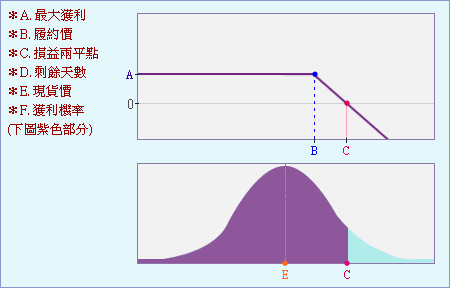 ＊A.最大獲利
＊B.履約價
＊C.損益兩平點
＊D.剩餘天數
＊E.現貨價
＊F.獲利機率
(下圖紫色部分)
A
0
B C
E C